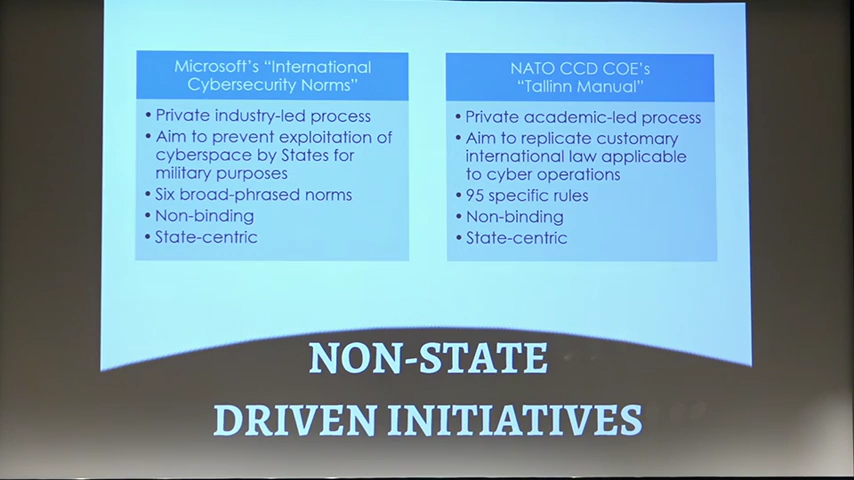 Microsoft's "International
Cybersecurity Norms"
• Private industry-led process
• Aim to prevent exploitation of
cyberspace by States for
military purposes
• Six broad-phrased norms
• Non-binding
• State-centric
NATO CCD COE's
"Tallinn Manual"
• Private academic-led process
• Aim to replicate customary
international law applicable
to cyber operations
• 95 specific rules
• Non-binding
• State-centric
NON-STATE
DRIVEN INITIATIVES